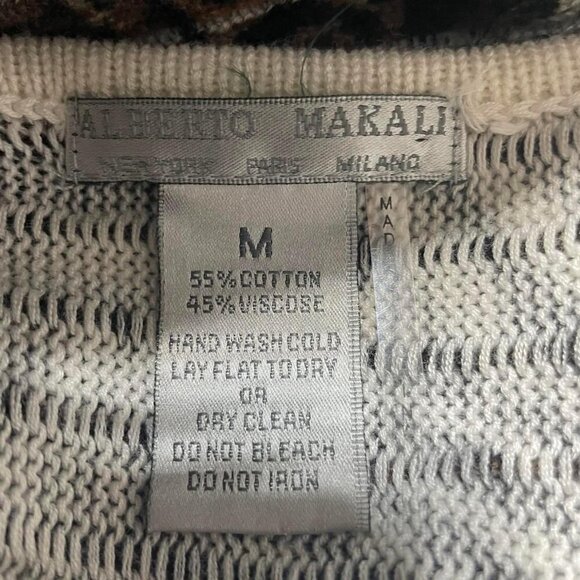 ALBERTO MAKALI
NEW YORK PARIS MILANO
M
55% COTTON
45% VISCOSE
HAND WASH COLD
LAY FLAT TO DRY
OR
DRY CLEAN
DO NOT BLEACH
DO NOT IRON
MAD